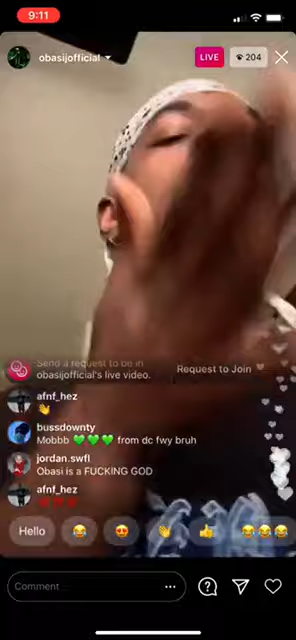 9:11
obasijofficial
LIVE
204
Send a request to be in
obasijofficial's live video.
Request to Join
afnf_hez
👋
bussdownty
Mobbb 💚💚💚 from dc fwy bruh
jordan.swfl
Obasi is a FUCKING GOD
afnf_hez
Hello
😂 😍 👋 👍 😂😂😂
Comment